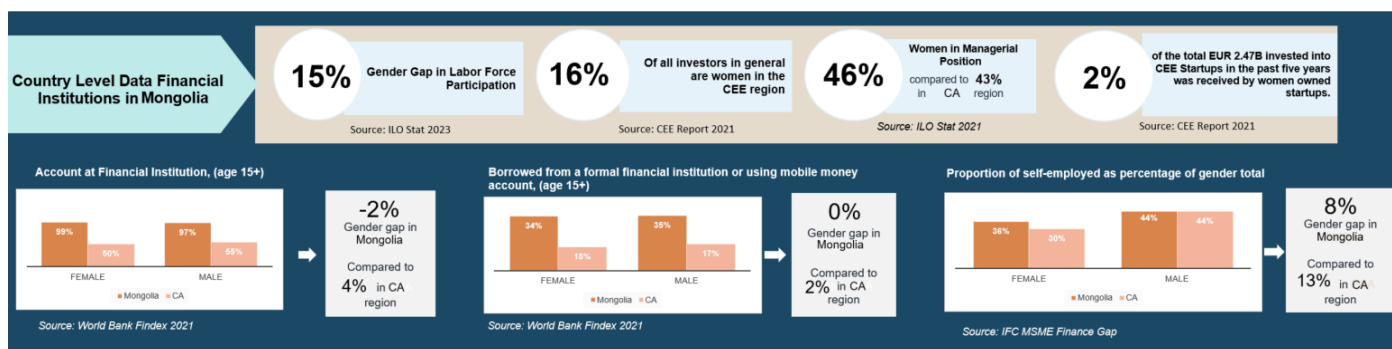 Country Level Data Financial
Institutions in Mongolia
15%
Gender Gap in Labor Force
Participation
Source: ILO Stat 2023
16%
Of all investors in general
are women in the
CEE region
Source: CEE Report 2021
46%
Women in Managerial
Position
compared to 43%
in CA region
Source: ILO Stat 2021
2%
of the total EUR 2.47B invested into
CEE Startups in the past five years
was received by women owned
startups.
Source: CEE Report 2021
Account at Financial Institution, (age 15+)
99%
50%
97%
55%
FEMALE
MALE
Mongolia CA
Source: World Bank Findex 2021
-2%
Gender gap in
Mongolia
Compared to
4% in CA
region
Borrowed from a formal financial institution or using mobile money
account, (age 15+)
34%
15%
35%
17%
FEMALE
MALE
Mongolia CA
Source: World Bank Findex 2021
0%
Gender gap in
Mongolia
Compared to
2% in CA
region
Proportion of self-employed as percentage of gender total
36%
30%
44%
44%
FEMALE
MALE
Mongolia CA
Source: IFC MSME Finance Gap
8%
Gender gap in
Mongolia
Compared to
13% in CA
region